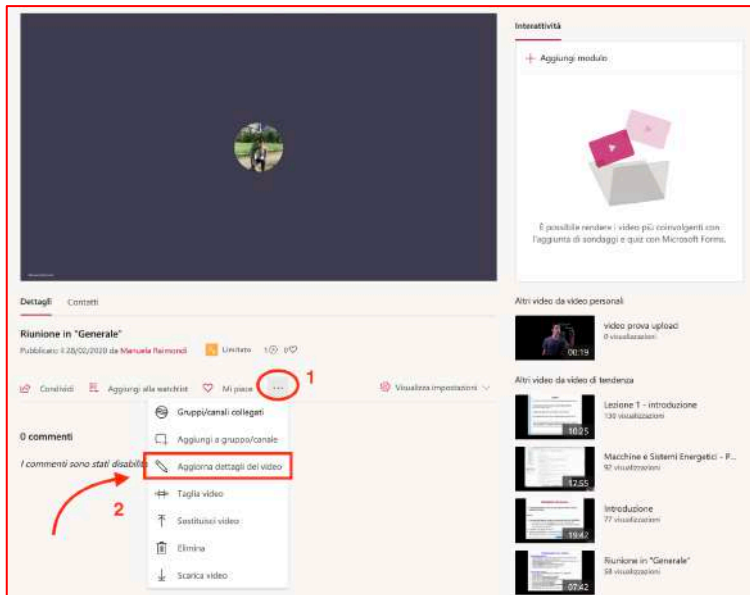 Interattività
+ Aggiungi modulo
È possibile rendere i video più coinvolgenti con
l'aggiunta di sondaggi e quiz con Microsoft Forms.
Dettagli Contatti
Riunione in "Generale"
Pubblicato il 28/02/2020 da Manuela Raimondi Limitato 1 0
Condividi Aggiungi alla watchlist Mi piace ... 1 Visualizza impostazioni
Gruppi/canali collegati
0 commenti
Aggiungi a gruppo/canale
I commenti sono stati disabilit
Aggiorna dettagli del video
2
Taglia video
Sostituisci video
Elimina
Scarica video
Altri video da video personali
video prova upload
0 visualizzazioni
00:19
Altri video da video di tendenza
Lezione 1 - introduzione
130 visualizzazioni
10:25
Macchine e Sistemi Energetici - P...
92 visualizzazioni
12:55
Introduzione
77 visualizzazioni
19:42
Riunione in "Generale"
58 visualizzazioni
07:42